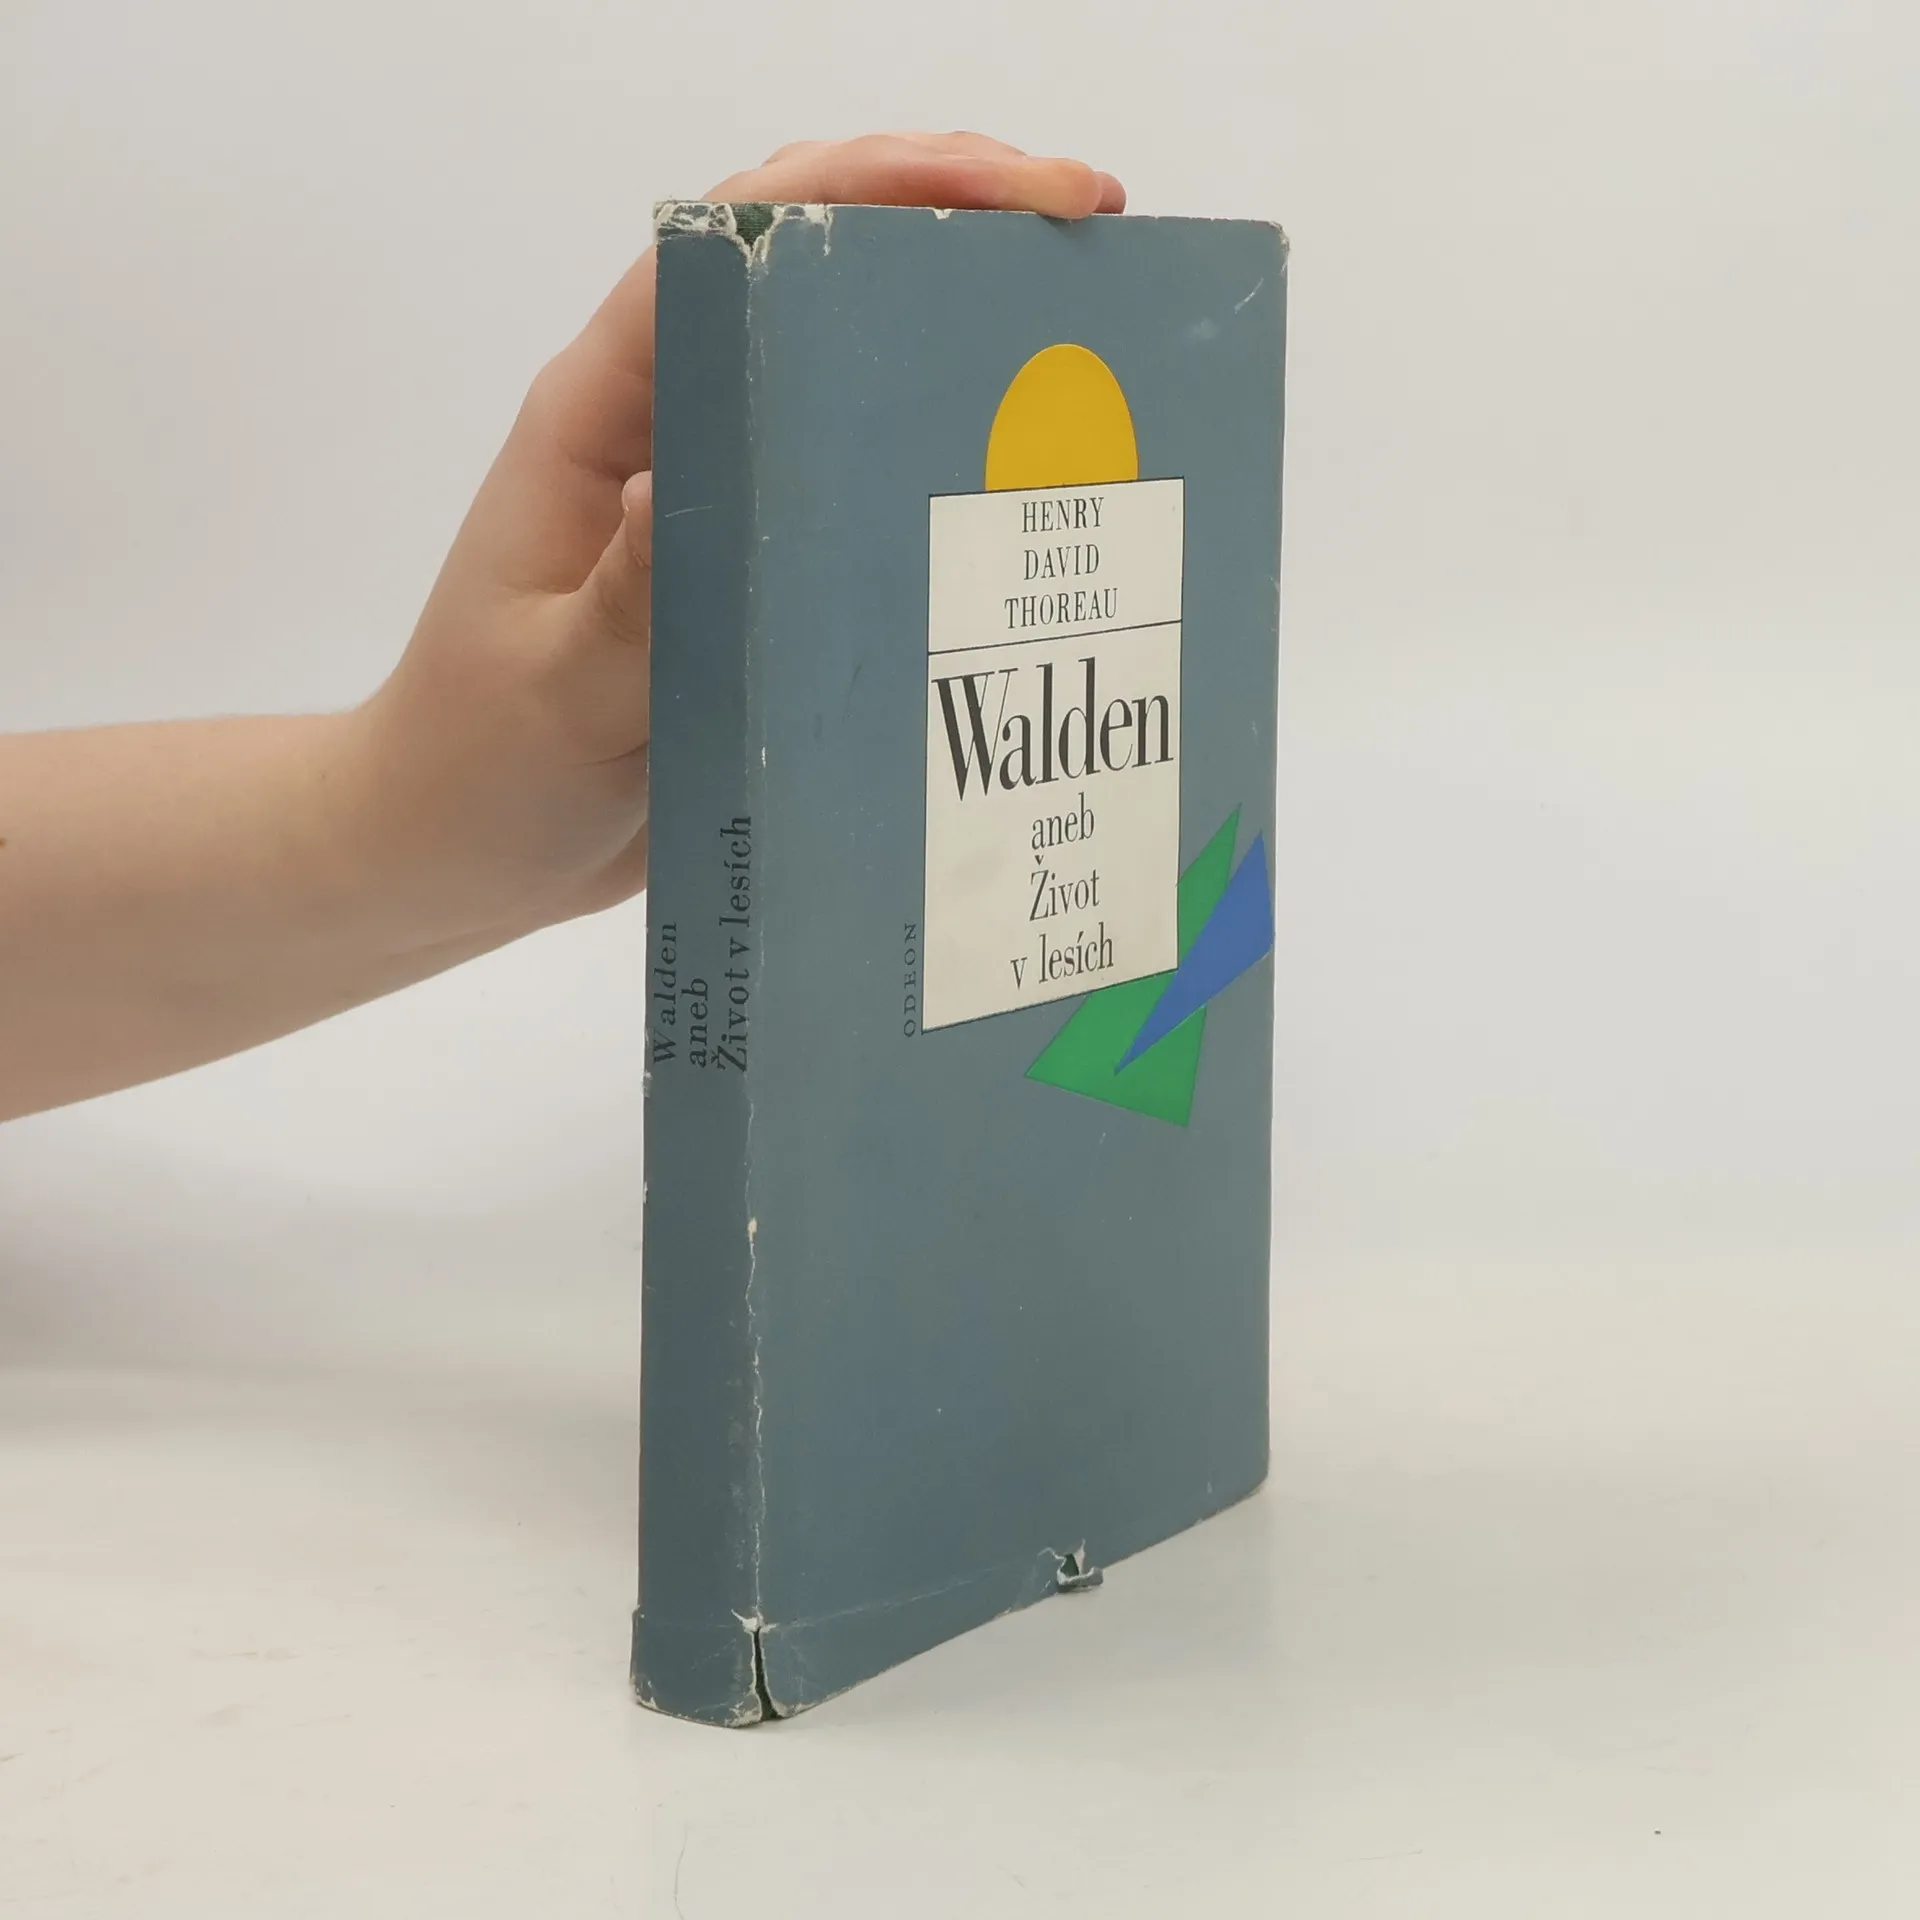 HENRY
DAVID
THOREAU
Walden
aneb
Život
v lesích
ODEON
Walden
aneb
Život v lesích